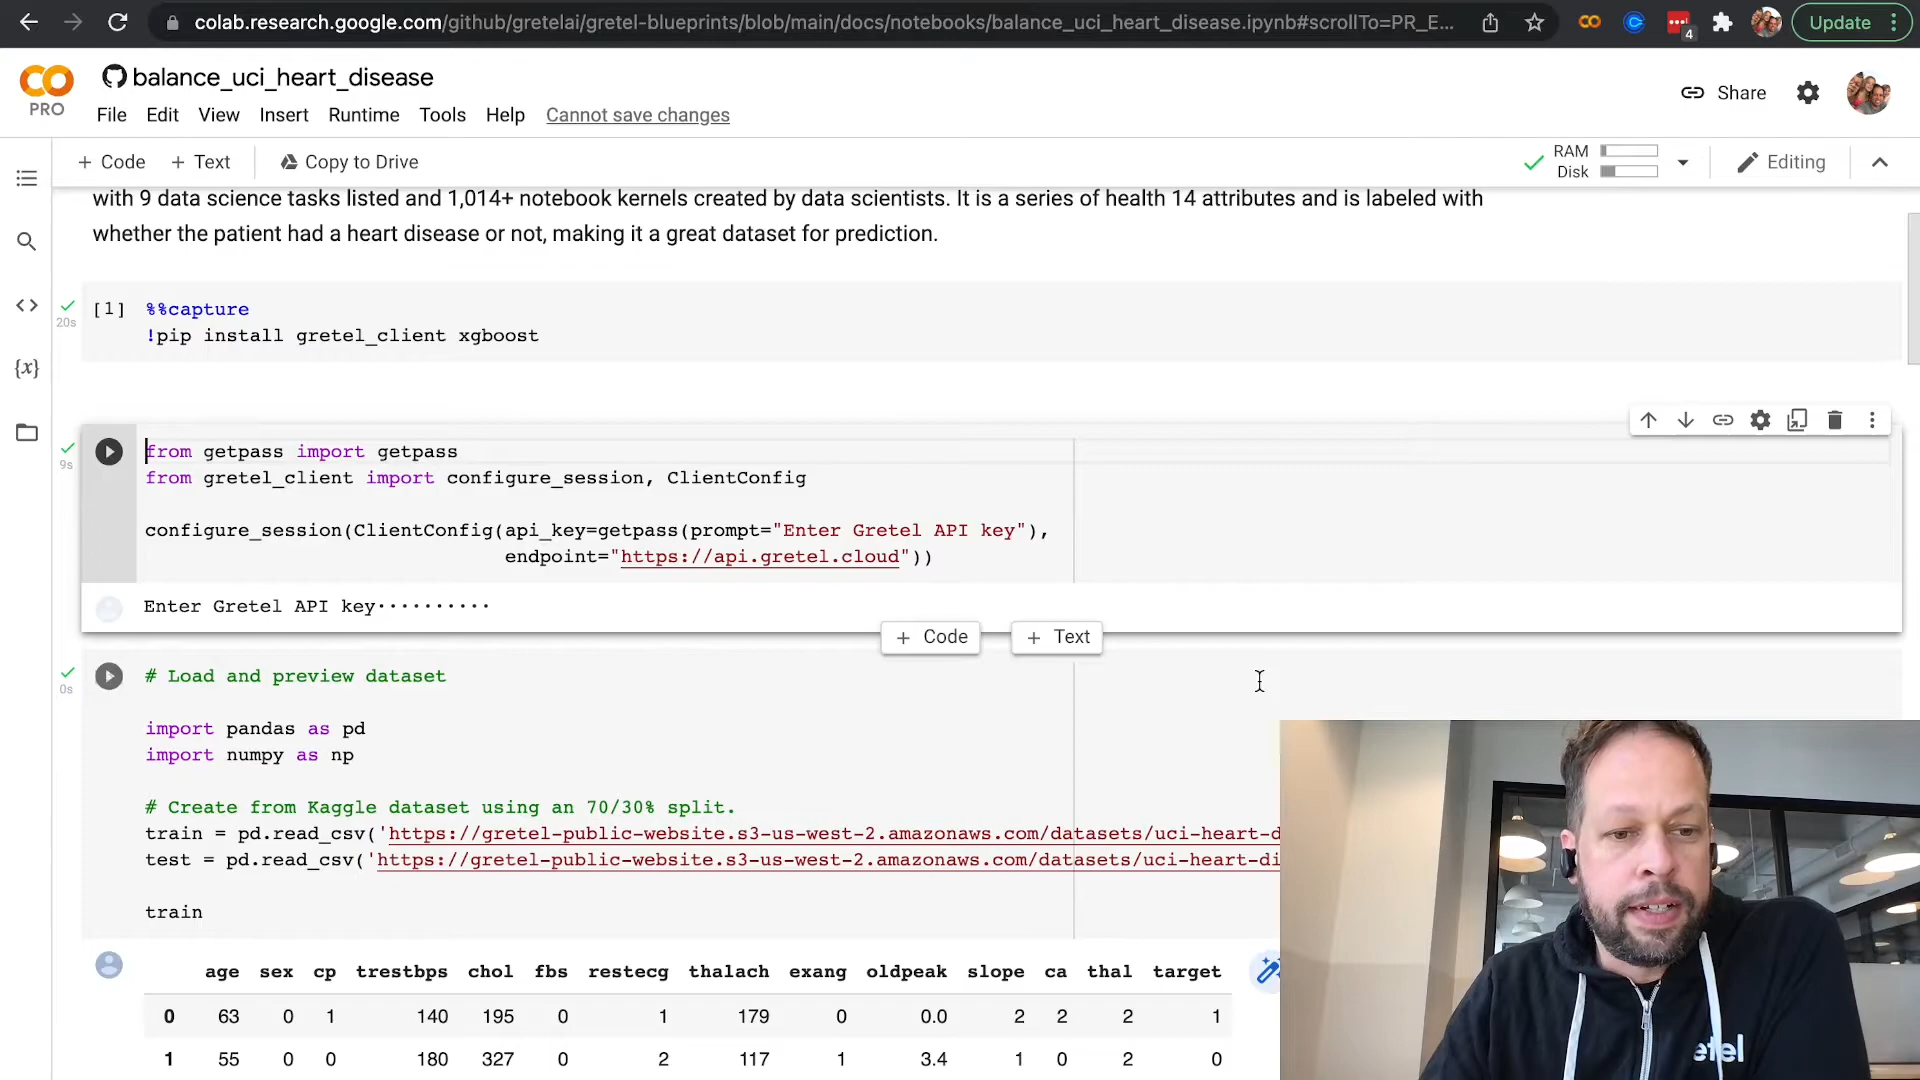 colab.research.google.com/github/gretelai/gretel-blueprints/blob/main/docs/notebooks/balance_uci_heart_disease.ipynb#scrollTo=PR_E...
4
Update
PRO
balance_uci_heart_disease
File Edit View Insert Runtime Tools Help Cannot save changes
Share
+ Code + Text Copy to Drive
RAM
Disk
Editing
with 9 data science tasks listed and 1,014+ notebook kernels created by data scientists. It is a series of health 14 attributes and is labeled with
whether the patient had a heart disease or not, making it a great dataset for prediction.
20s
[1] %%capture
!pip install gretel_client xgboost
{x}
9s
from getpass import getpass
from gretel_client import configure_session, ClientConfig
configure_session(ClientConfig(api_key=getpass(prompt="Enter Gretel API key"),
endpoint="https://api.gretel.cloud"))
Enter Gretel API key··········
+ Code + Text
0s
# Load and preview dataset
import pandas as pd
import numpy as np
# Create from Kaggle dataset using an 70/30% split.
train = pd.read_csv('https://gretel-public-website.s3-us-west-2.amazonaws.com/datasets/uci-heart-d
test = pd.read_csv('https://gretel-public-website.s3-us-west-2.amazonaws.com/datasets/uci-heart-di
train
age sex cp trestbps chol fbs restecg thalach exang oldpeak slope ca thal target
0 63 0 1 140 195 0 1 179 0 0.0 2 2 2 1
1 55 0 0 180 327 0 2 117 1 3.4 1 0 2 0
etel